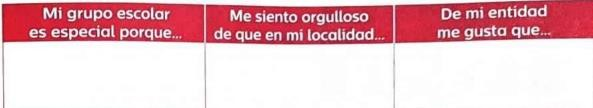 Mi grupo escolar
es especial porque...
Me siento orgulloso
de que en mi localidad...
De mi entidad
me gusta que...